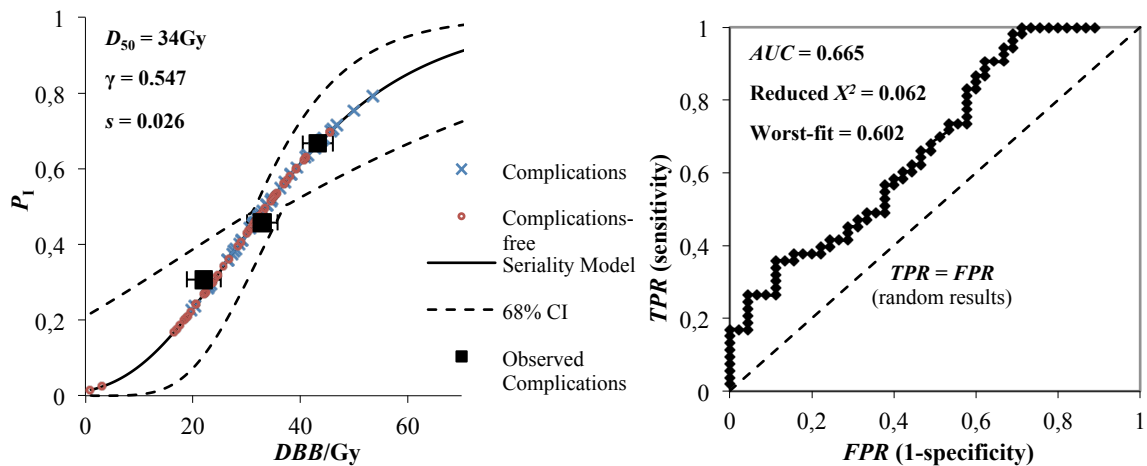 1
0,8
0,6
0,4
0,2
0
P_I
D_50 = 34Gy
γ = 0.547
s = 0.026
0
20
40
60
DBB/Gy
Complications
Complications-
free
Seriality Model
68% CI
Observed
Complications
1
0,8
0,6
0,4
0,2
0
TPR (sensitivity)
AUC = 0.665
Reduced X² = 0.062
Worst-fit = 0.602
TPR = FPR
(random results)
0
0,2
0,4
0,6
0,8
1
FPR (1-specificity)